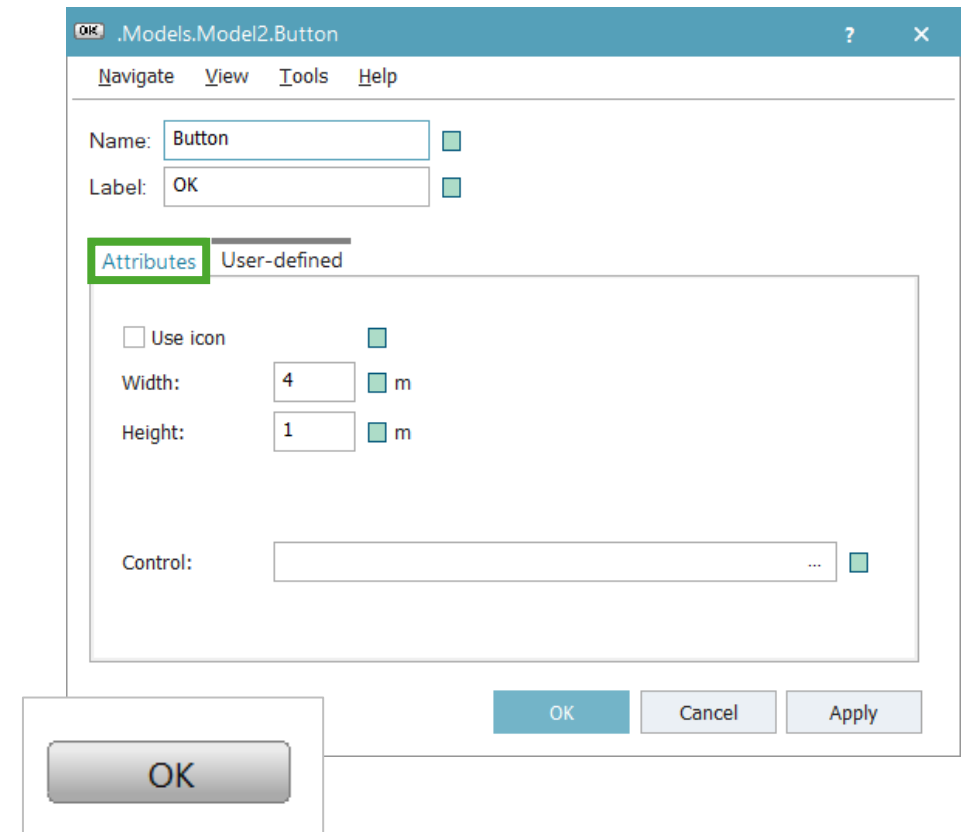 OK .Models.Model2.Button ? ×
Navigate View Tools Help
Name: Button
Label: OK
Attributes User-defined
Use icon
Width: 4 m
Height: 1 m
Control: ...
OK Cancel Apply
OK